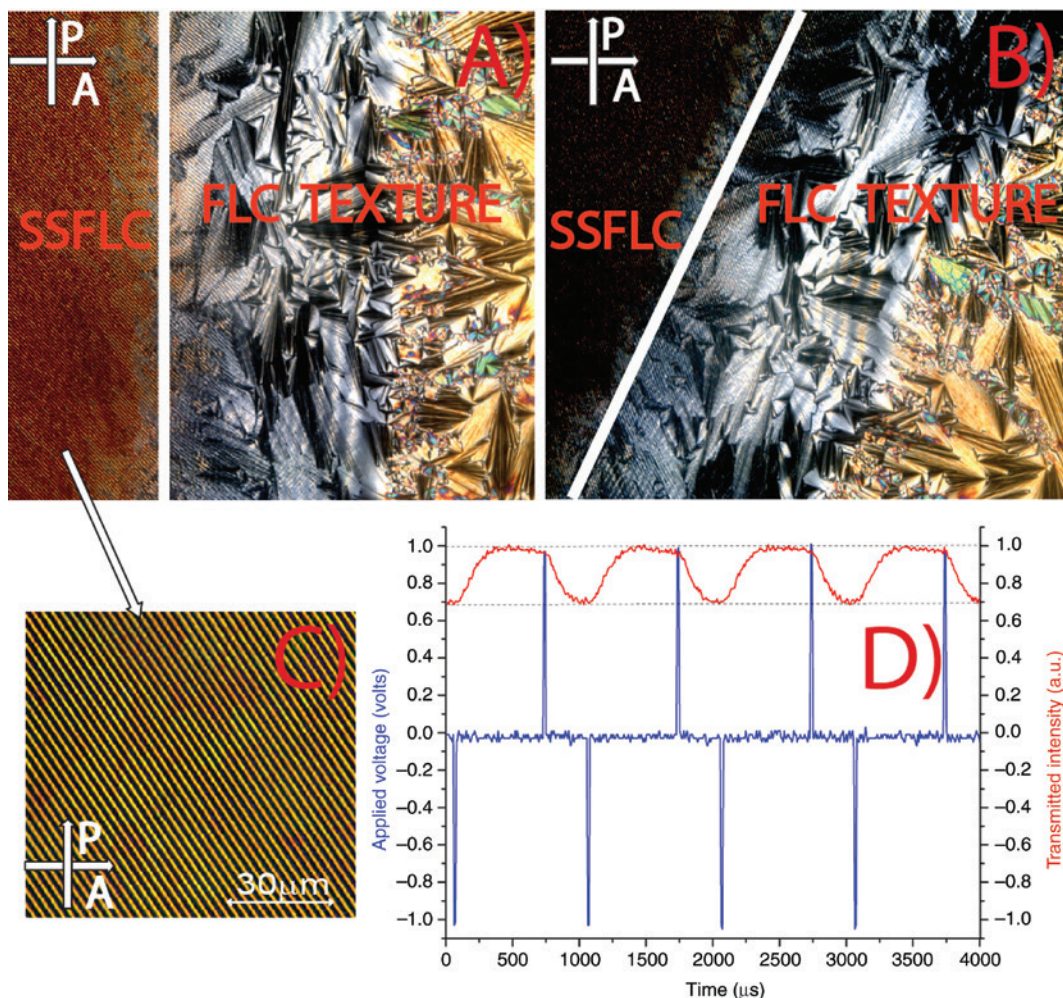 P
A
A)
SSFLC
FLC TEXTURE
P
A
B)
SSFLC
FLC TEXTURE
C)
P
A
30μm
D)
Applied voltage (volts)
1.0
0.8
0.6
0.4
0.2
0.0
−0.2
−0.4
−0.6
−0.8
−1.0
Transmitted intensity (a.u.)
1.0
0.8
0.6
0.4
0.2
0.0
−0.2
−0.4
−0.6
−0.8
−1.0
0 500 1000 1500 2000 2500 3000 3500 4000
Time (μs)